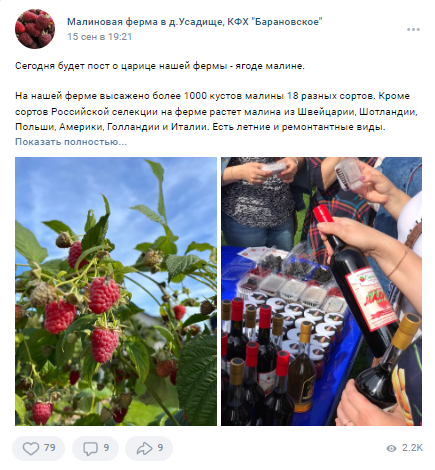 Малиновая ферма в д.Усадище, КФХ "Барановское"
15 сен в 19:21
Сегодня будет пост о царице нашей фермы - ягоде малине.
На нашей ферме высажено более 1000 кустов малины 18 разных сортов. Кроме
сортов Российской селекции на ферме растет малина из Швейцарии, Шотландии,
Польши, Америки, Голландии и Италии. Есть летние и ремонтантные виды.
Показать полностью...
79
9
9
2.2K